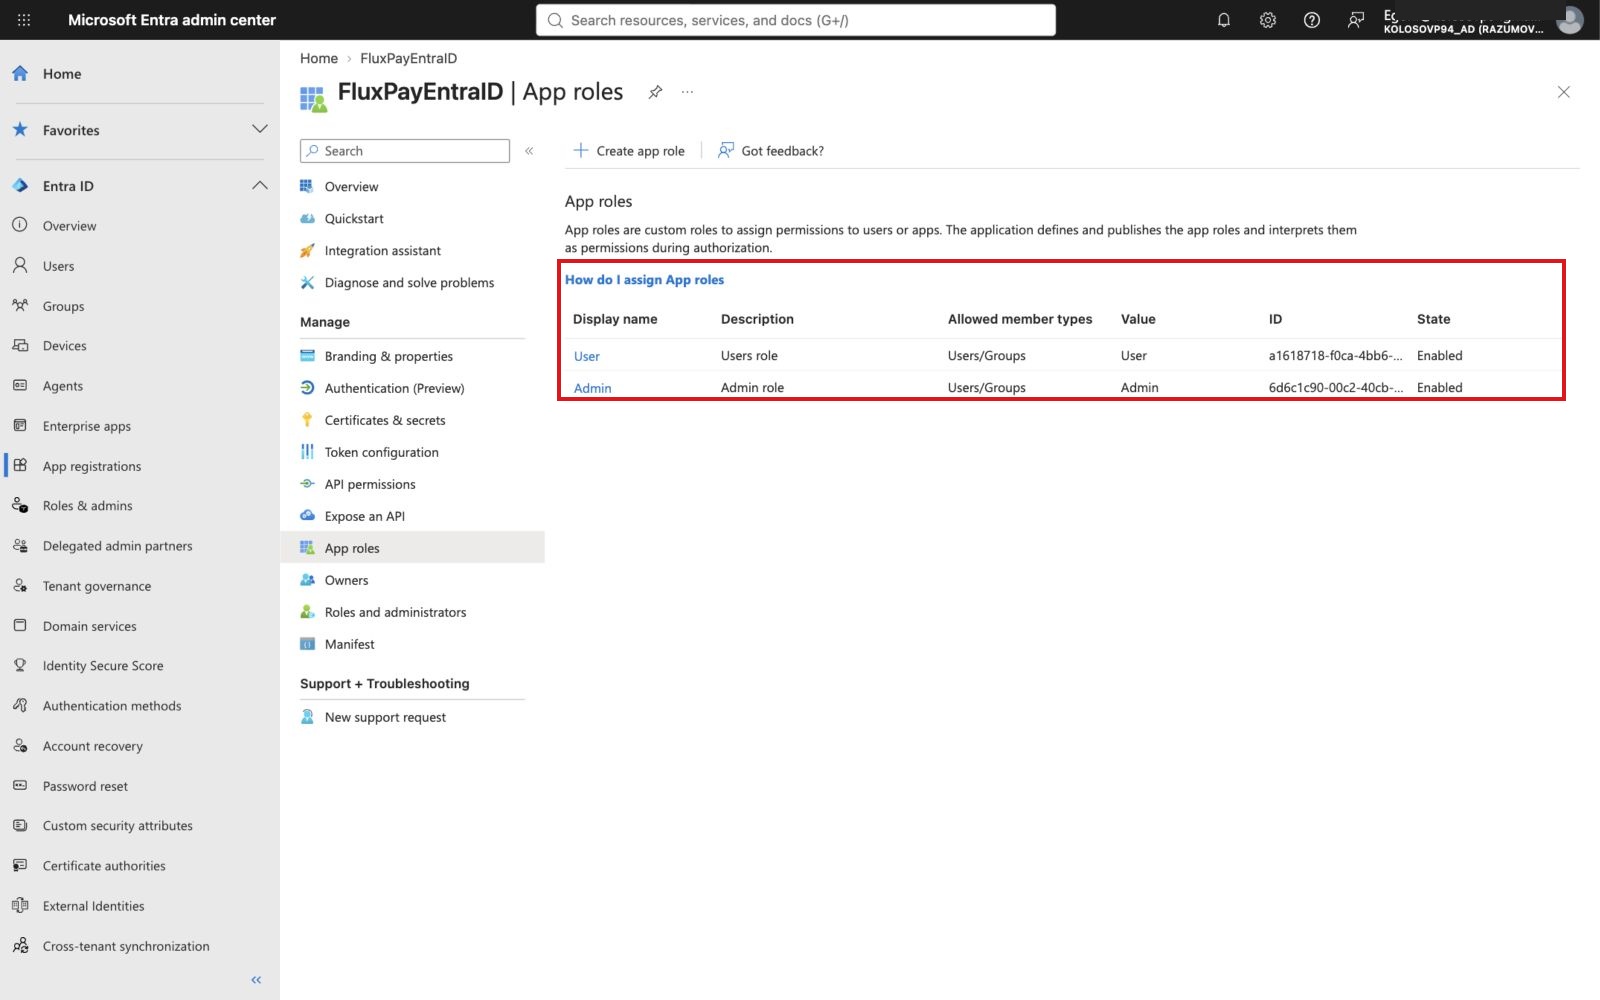 Microsoft Entra admin center
Search resources, services, and docs (G+/)
KOLOSOVP94_AD (RAZUMOV...
Home
Favorites
Entra ID
Overview
Users
Groups
Devices
Agents
Enterprise apps
App registrations
Roles & admins
Delegated admin partners
Tenant governance
Domain services
Identity Secure Score
Authentication methods
Account recovery
Password reset
Custom security attributes
Certificate authorities
External Identities
Cross-tenant synchronization
Home > FluxPayEntraID
FluxPayEntraID | App roles
Search
Overview
Quickstart
Integration assistant
Diagnose and solve problems
Manage
Branding & properties
Authentication (Preview)
Certificates & secrets
Token configuration
API permissions
Expose an API
App roles
Owners
Roles and administrators
Manifest
Support + Troubleshooting
New support request
Create app role
Got feedback?
App roles
App roles are custom roles to assign permissions to users or apps. The application defines and publishes the app roles and interprets them
as permissions during authorization.
How do I assign App roles
Display name Description Allowed member types Value ID State
User Users role Users/Groups User a1618718-f0ca-4bb6-... Enabled
Admin Admin role Users/Groups Admin 6d6c1c90-00c2-40cb-... Enabled